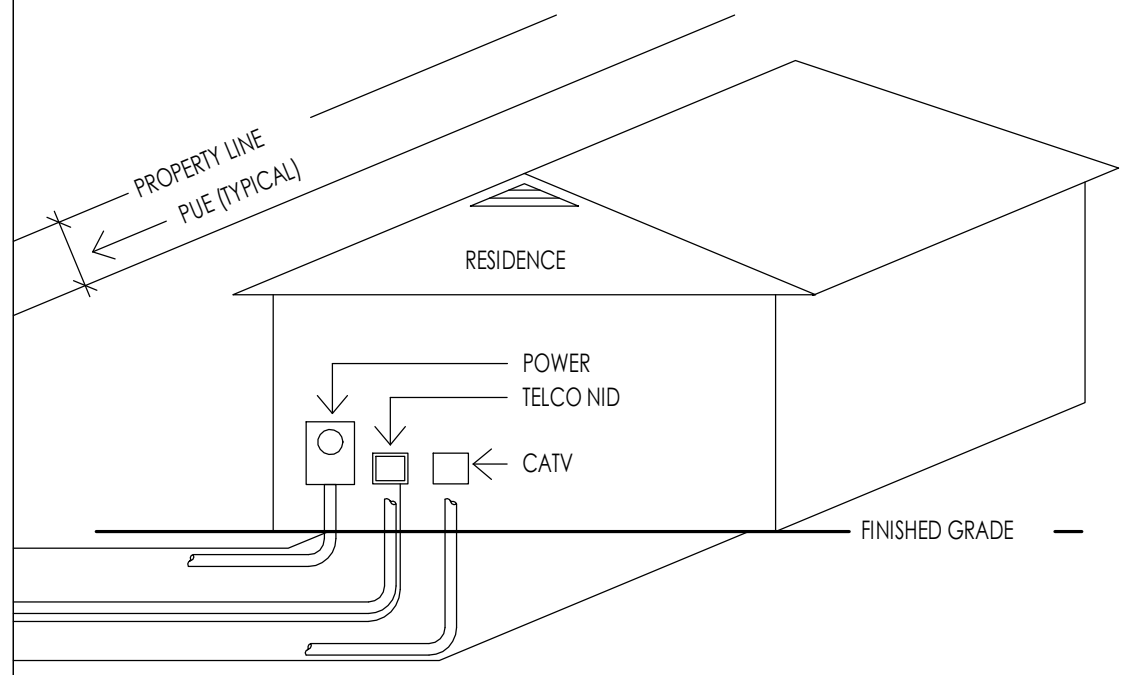 PROPERTY LINE
PUE (TYPICAL)
RESIDENCE
POWER
TELCO NID
CATV
FINISHED GRADE